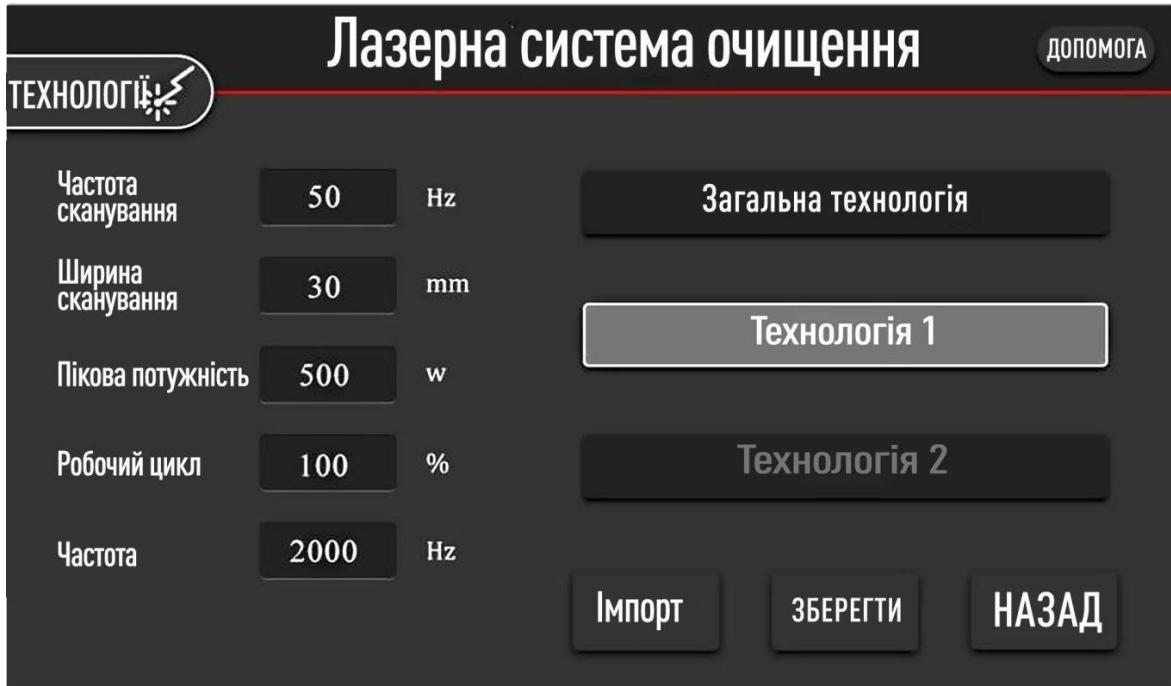 Лазерна система очищення
ДОПОМОГА
ТЕХНОЛОГІЇ
Частота
сканування
50 Hz
Ширина
сканування
30 mm
Пікова потужність 500 w
Робочий цикл 100 %
Частота 2000 Hz
Загальна технологія
Технологія 1
Технологія 2
Імпорт
ЗБЕРЕГТИ
НАЗАД